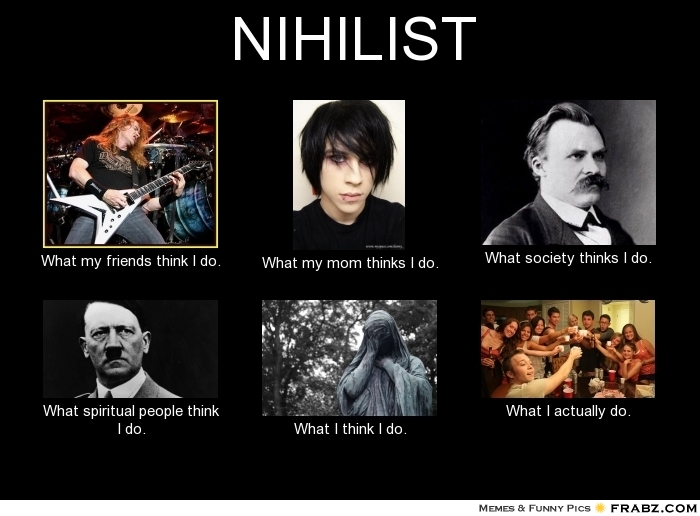 NIHILIST
What my friends think I do.
What my mom thinks I do.
What society thinks I do.
What spiritual people think
I do.
What I think I do.
What I actually do.
MEMES & FUNNY PICS FRABZ.COM